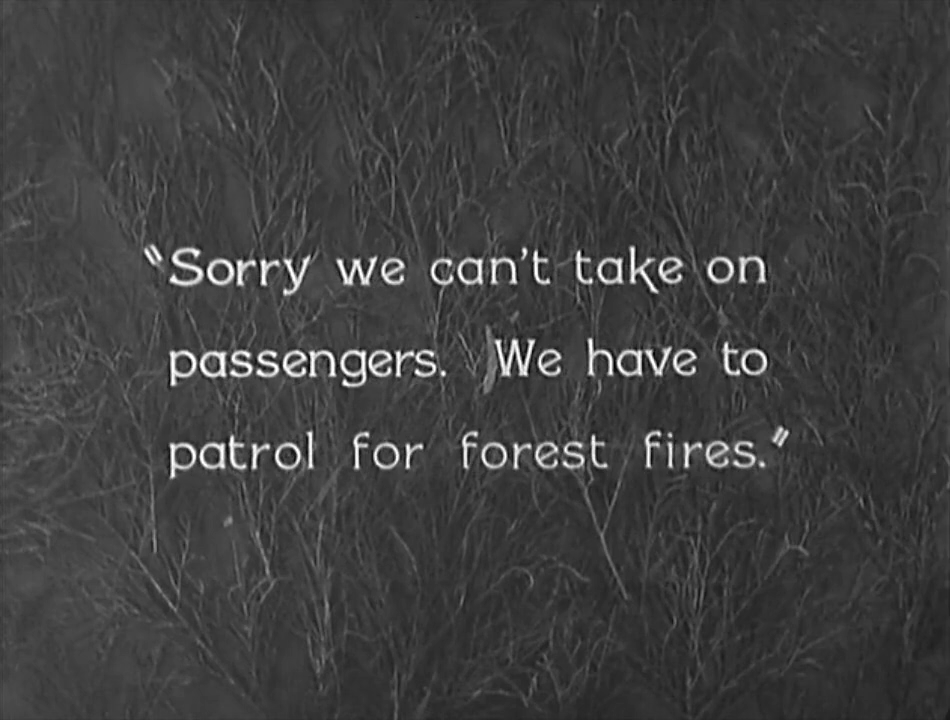 "Sorry we can't take on
passengers. We have to
patrol for forest fires."